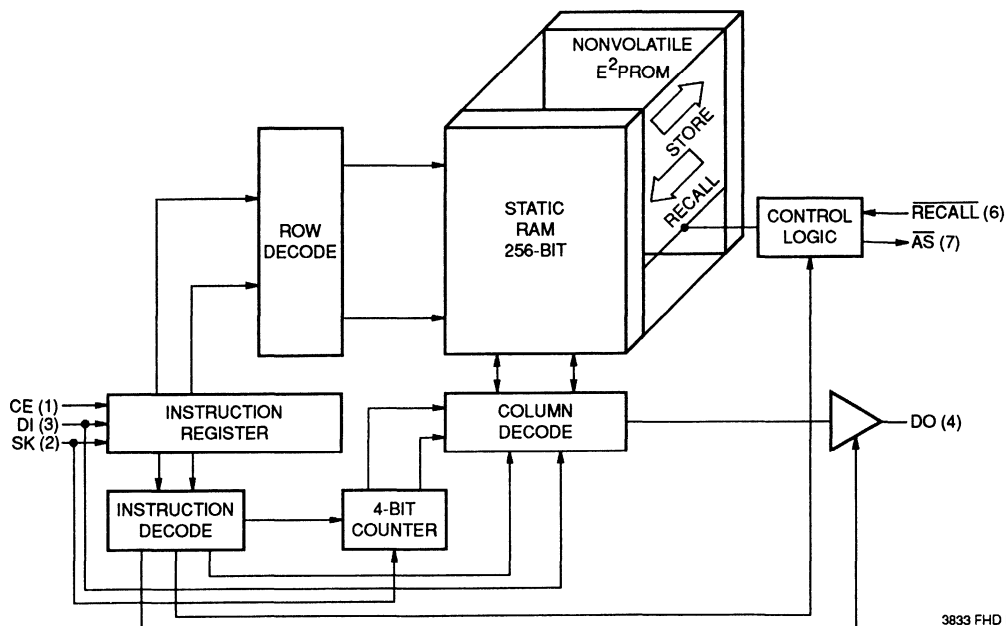 NONVOLATILE
E²PROM
STORE
RECALL
STATIC
RAM
256-BIT
ROW
DECODE
CONTROL
LOGIC
RECALL (6)
AS (7)
CE (1)
DI (3)
SK (2)
INSTRUCTION
REGISTER
COLUMN
DECODE
DO (4)
INSTRUCTION
DECODE
4-BIT
COUNTER
3833 FHD